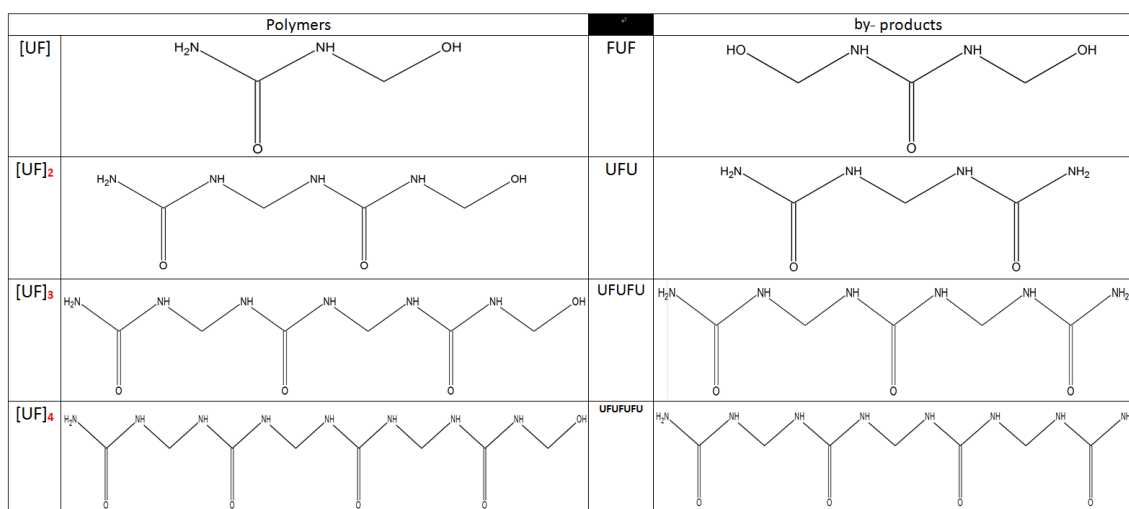 Polymers by- products
[UF] H₂N NH OH O FUF HO NH NH OH O
[UF]₂ H₂N NH NH NH OH O O UFU H₂N NH NH NH₂ O O
[UF]₃ H₂N NH NH NH NH NH OH O O O UFUFU H₂N NH NH NH NH NH₂ O O O
[UF]₄ H₂N NH NH NH NH NH NH NH OH O O O O UFUFUFU H₂N NH NH NH NH NH NH NH O O O O